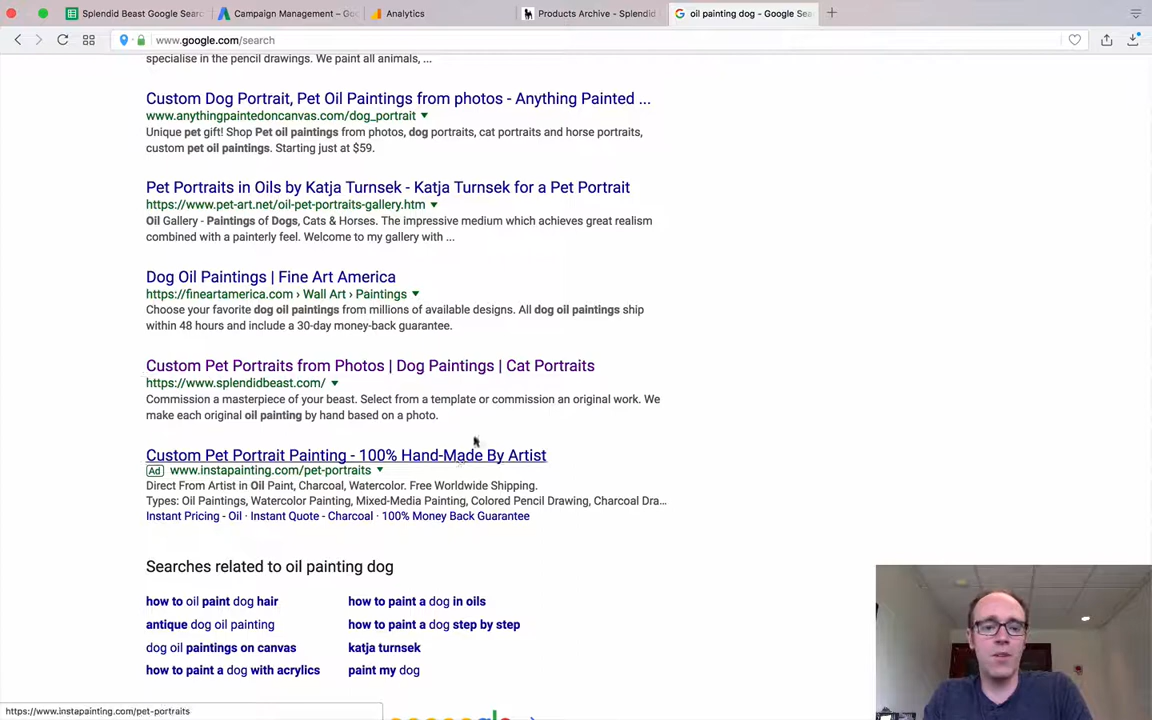 Splendid Beast Google Sear
Campaign Management – Go
Analytics
Products Archive - Splendid
oil painting dog - Google Sea
www.google.com/search
specialise in the pencil drawings. We paint all animals, ...
Custom Dog Portrait, Pet Oil Paintings from photos - Anything Painted ...
www.anythingpaintedoncanvas.com/dog_portrait
Unique pet gift! Shop Pet oil paintings from photos, dog portraits, cat portraits and horse portraits,
custom pet oil paintings. Starting just at $59.
Pet Portraits in Oils by Katja Turnsek - Katja Turnsek for a Pet Portrait
https://www.pet-art.net/oil-pet-portraits-gallery.htm
Oil Gallery - Paintings of Dogs, Cats & Horses. The impressive medium which achieves great realism
combined with a painterly feel. Welcome to my gallery with ...
Dog Oil Paintings | Fine Art America
https://fineartamerica.com › Wall Art › Paintings
Choose your favorite dog oil paintings from millions of available designs. All dog oil paintings ship
within 48 hours and include a 30-day money-back guarantee.
Custom Pet Portraits from Photos | Dog Paintings | Cat Portraits
https://www.splendidbeast.com/
Commission a masterpiece of your beast. Select from a template or commission an original work. We
make each original oil painting by hand based on a photo.
Custom Pet Portrait Painting - 100% Hand-Made By Artist
Ad www.instapainting.com/pet-portraits
Direct From Artist in Oil Paint, Charcoal, Watercolor. Free Worldwide Shipping.
Types: Oil Paintings, Watercolor Painting, Mixed-Media Painting, Colored Pencil Drawing, Charcoal Dra...
Instant Pricing - Oil · Instant Quote - Charcoal · 100% Money Back Guarantee
Searches related to oil painting dog
how to oil paint dog hair
how to paint a dog in oils
antique dog oil painting
how to paint a dog step by step
dog oil paintings on canvas
katja turnsek
how to paint a dog with acrylics
paint my dog
https://www.instapainting.com/pet-portraits